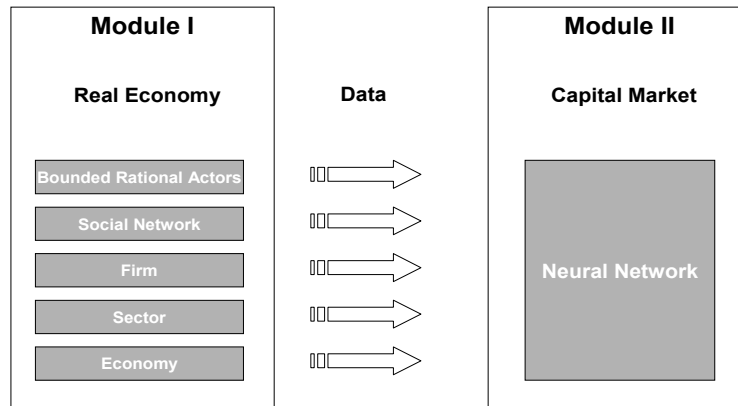 Module I
Real Economy
Bounded Rational Actors
Social Network
Firm
Sector
Economy
Data
Module II
Capital Market
Neural Network